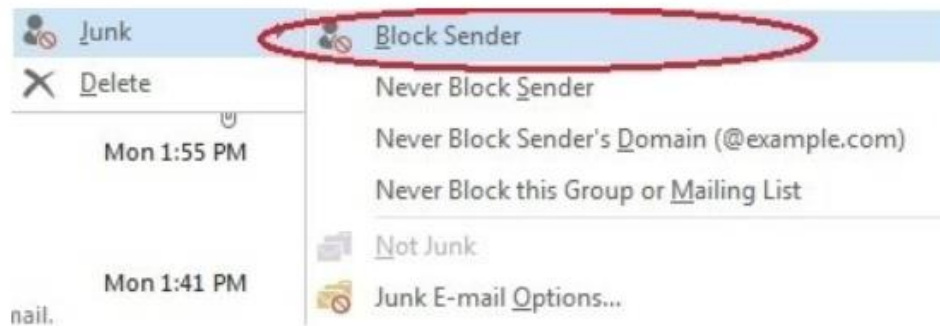 Junk
Delete
Mon 1:55 PM
Mon 1:41 PM
nail.
Block Sender
Never Block Sender
Never Block Sender's Domain (@example.com)
Never Block this Group or Mailing List
Not Junk
Junk E-mail Options...